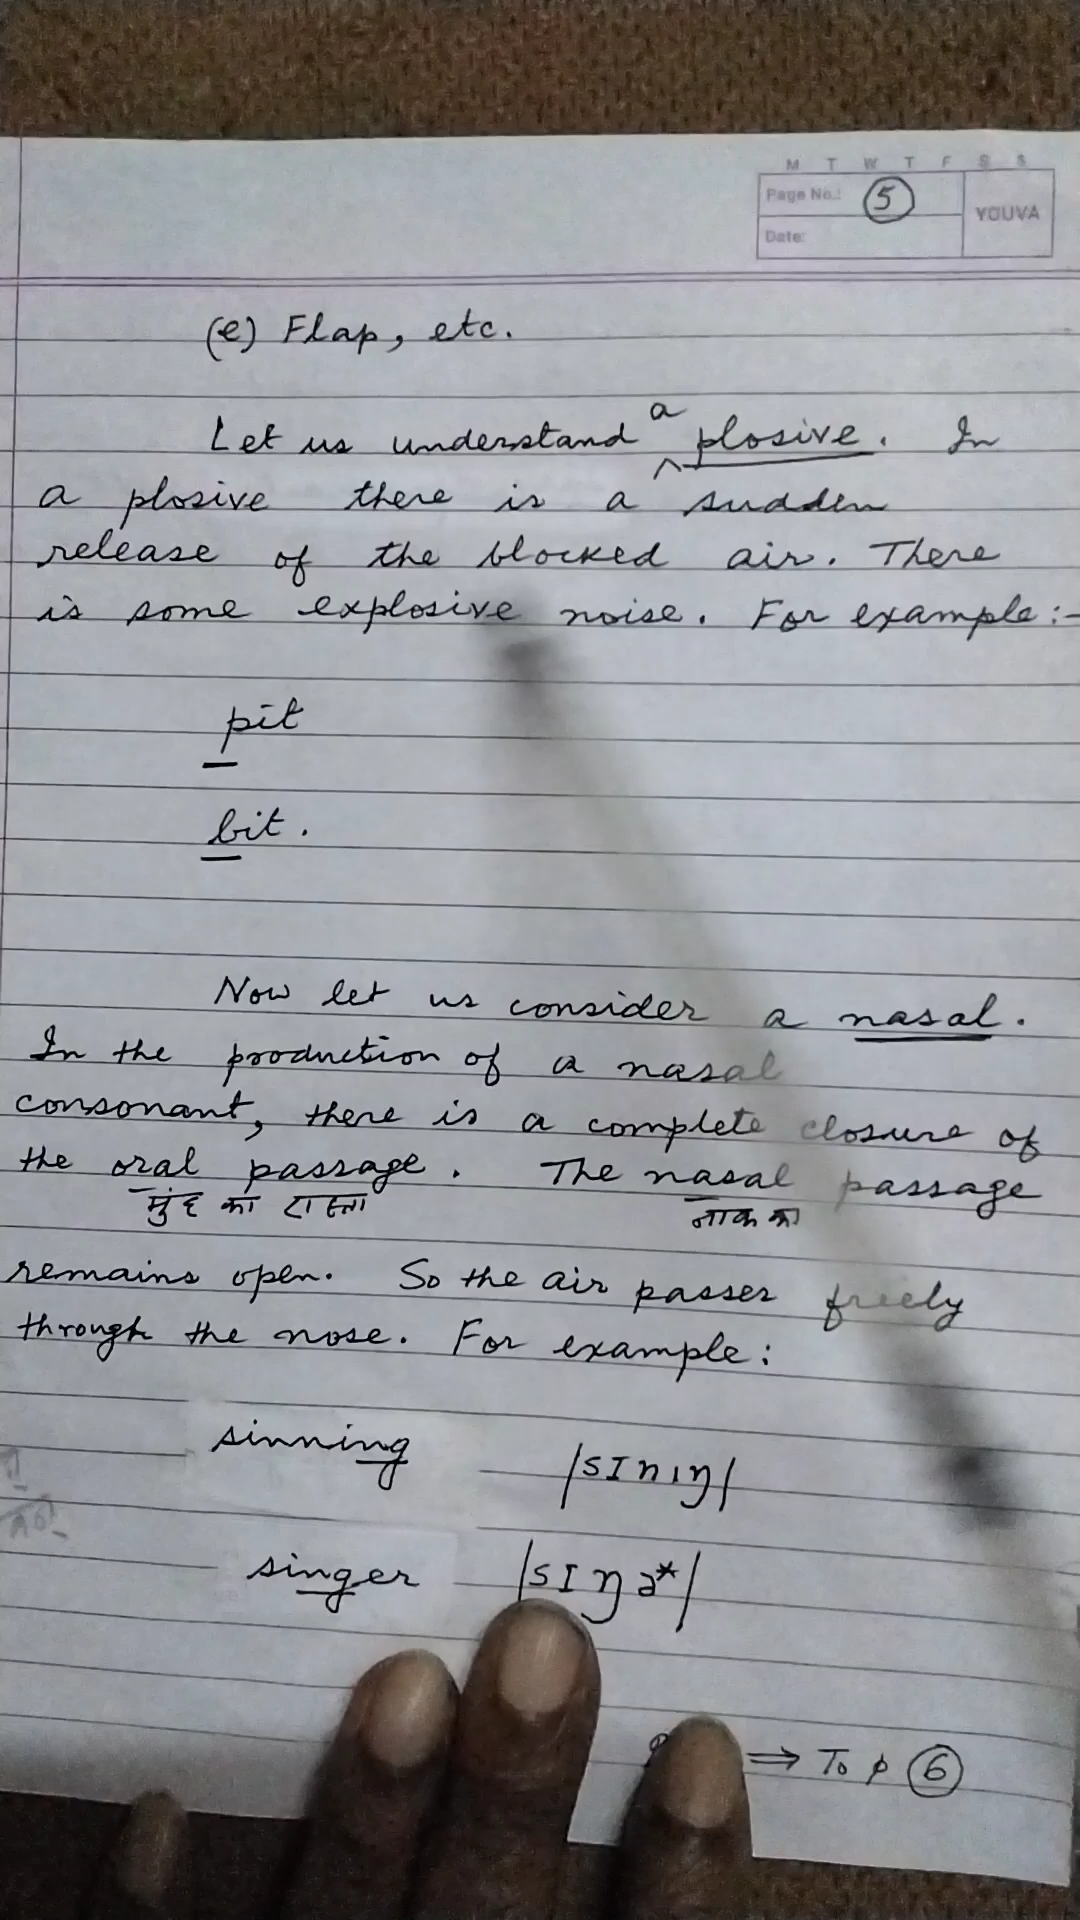 M T W T F S S
Page No.: 5
YOUVA
Date:
(e) Flap, etc.
Let us understand a plosive. In
a plosive there is a sudden
release of the blocked air. There
is some explosive noise. For example:-
pit
bit.
Now let us consider a nasal.
In the production of a nasal
consonant, there is a complete closure of
the oral passage. The nasal passage
मुंह का रास्ता नाक का
remains open. So the air passes freely
through the nose. For example:
sinning /sɪnɪŋ/
singer /sɪŋə*/
⇒ To p 6